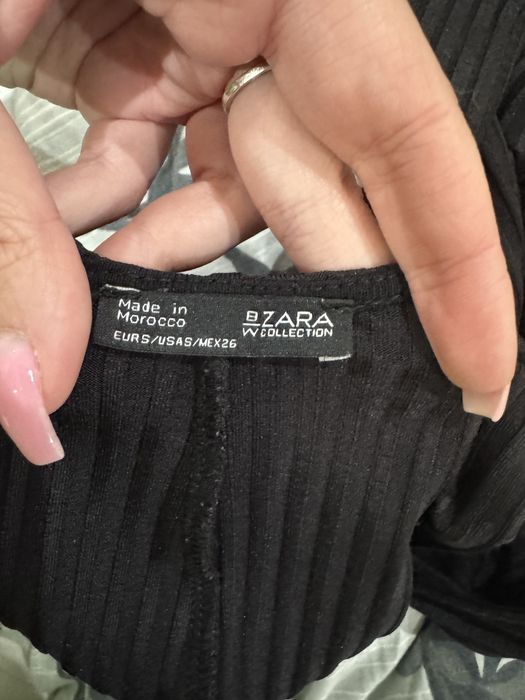 Made in
Morocco
EUR S/USA S/MEX 26
ZARA
W COLLECTION